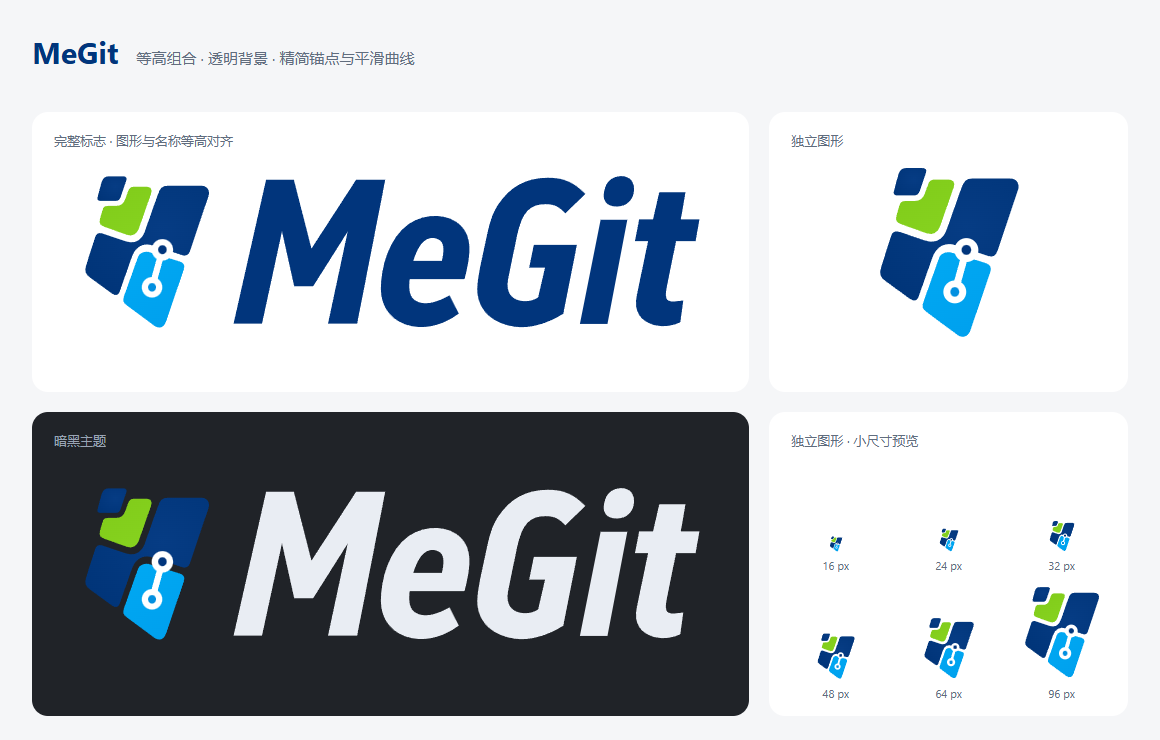 MeGit 等高组合 · 透明背景 · 精简锚点与平滑曲线
完整标志 · 图形与名称等高对齐
MeGit
独立图形
暗黑主题
MeGit
独立图形 · 小尺寸预览
16 px
24 px
32 px
48 px
64 px
96 px